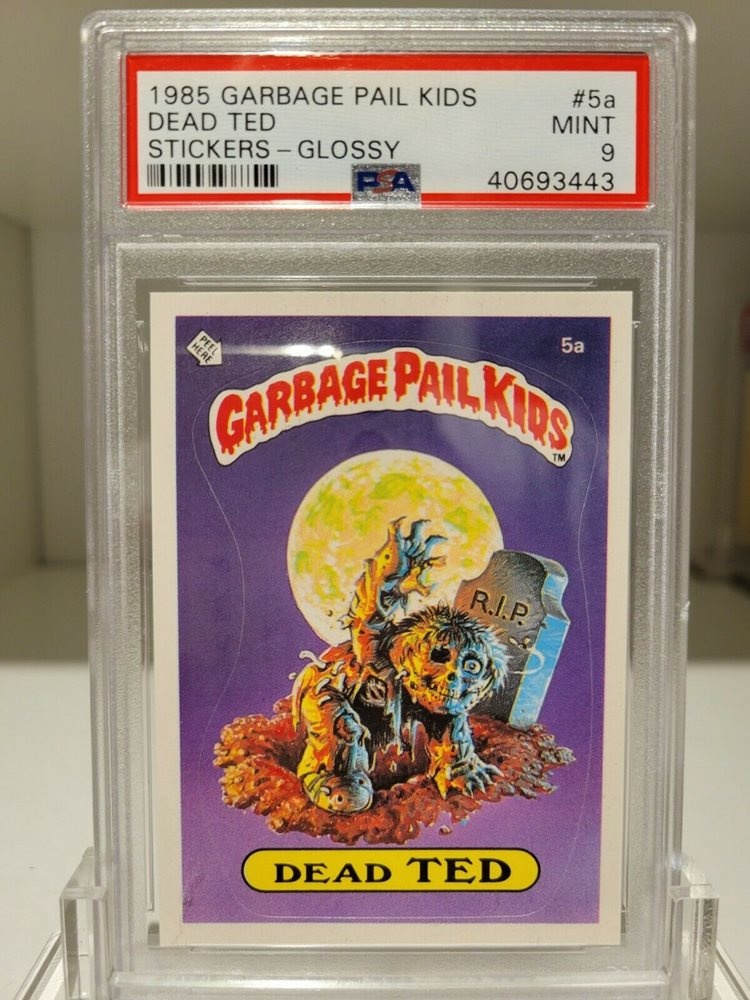 1985 GARBAGE PAIL KIDS #5a
DEAD TED MINT
STICKERS – GLOSSY 9
PSA 40693443
PEEL HERE
5a
GARBAGE PAIL KIDS
TM
R.I.P.
DEAD TED